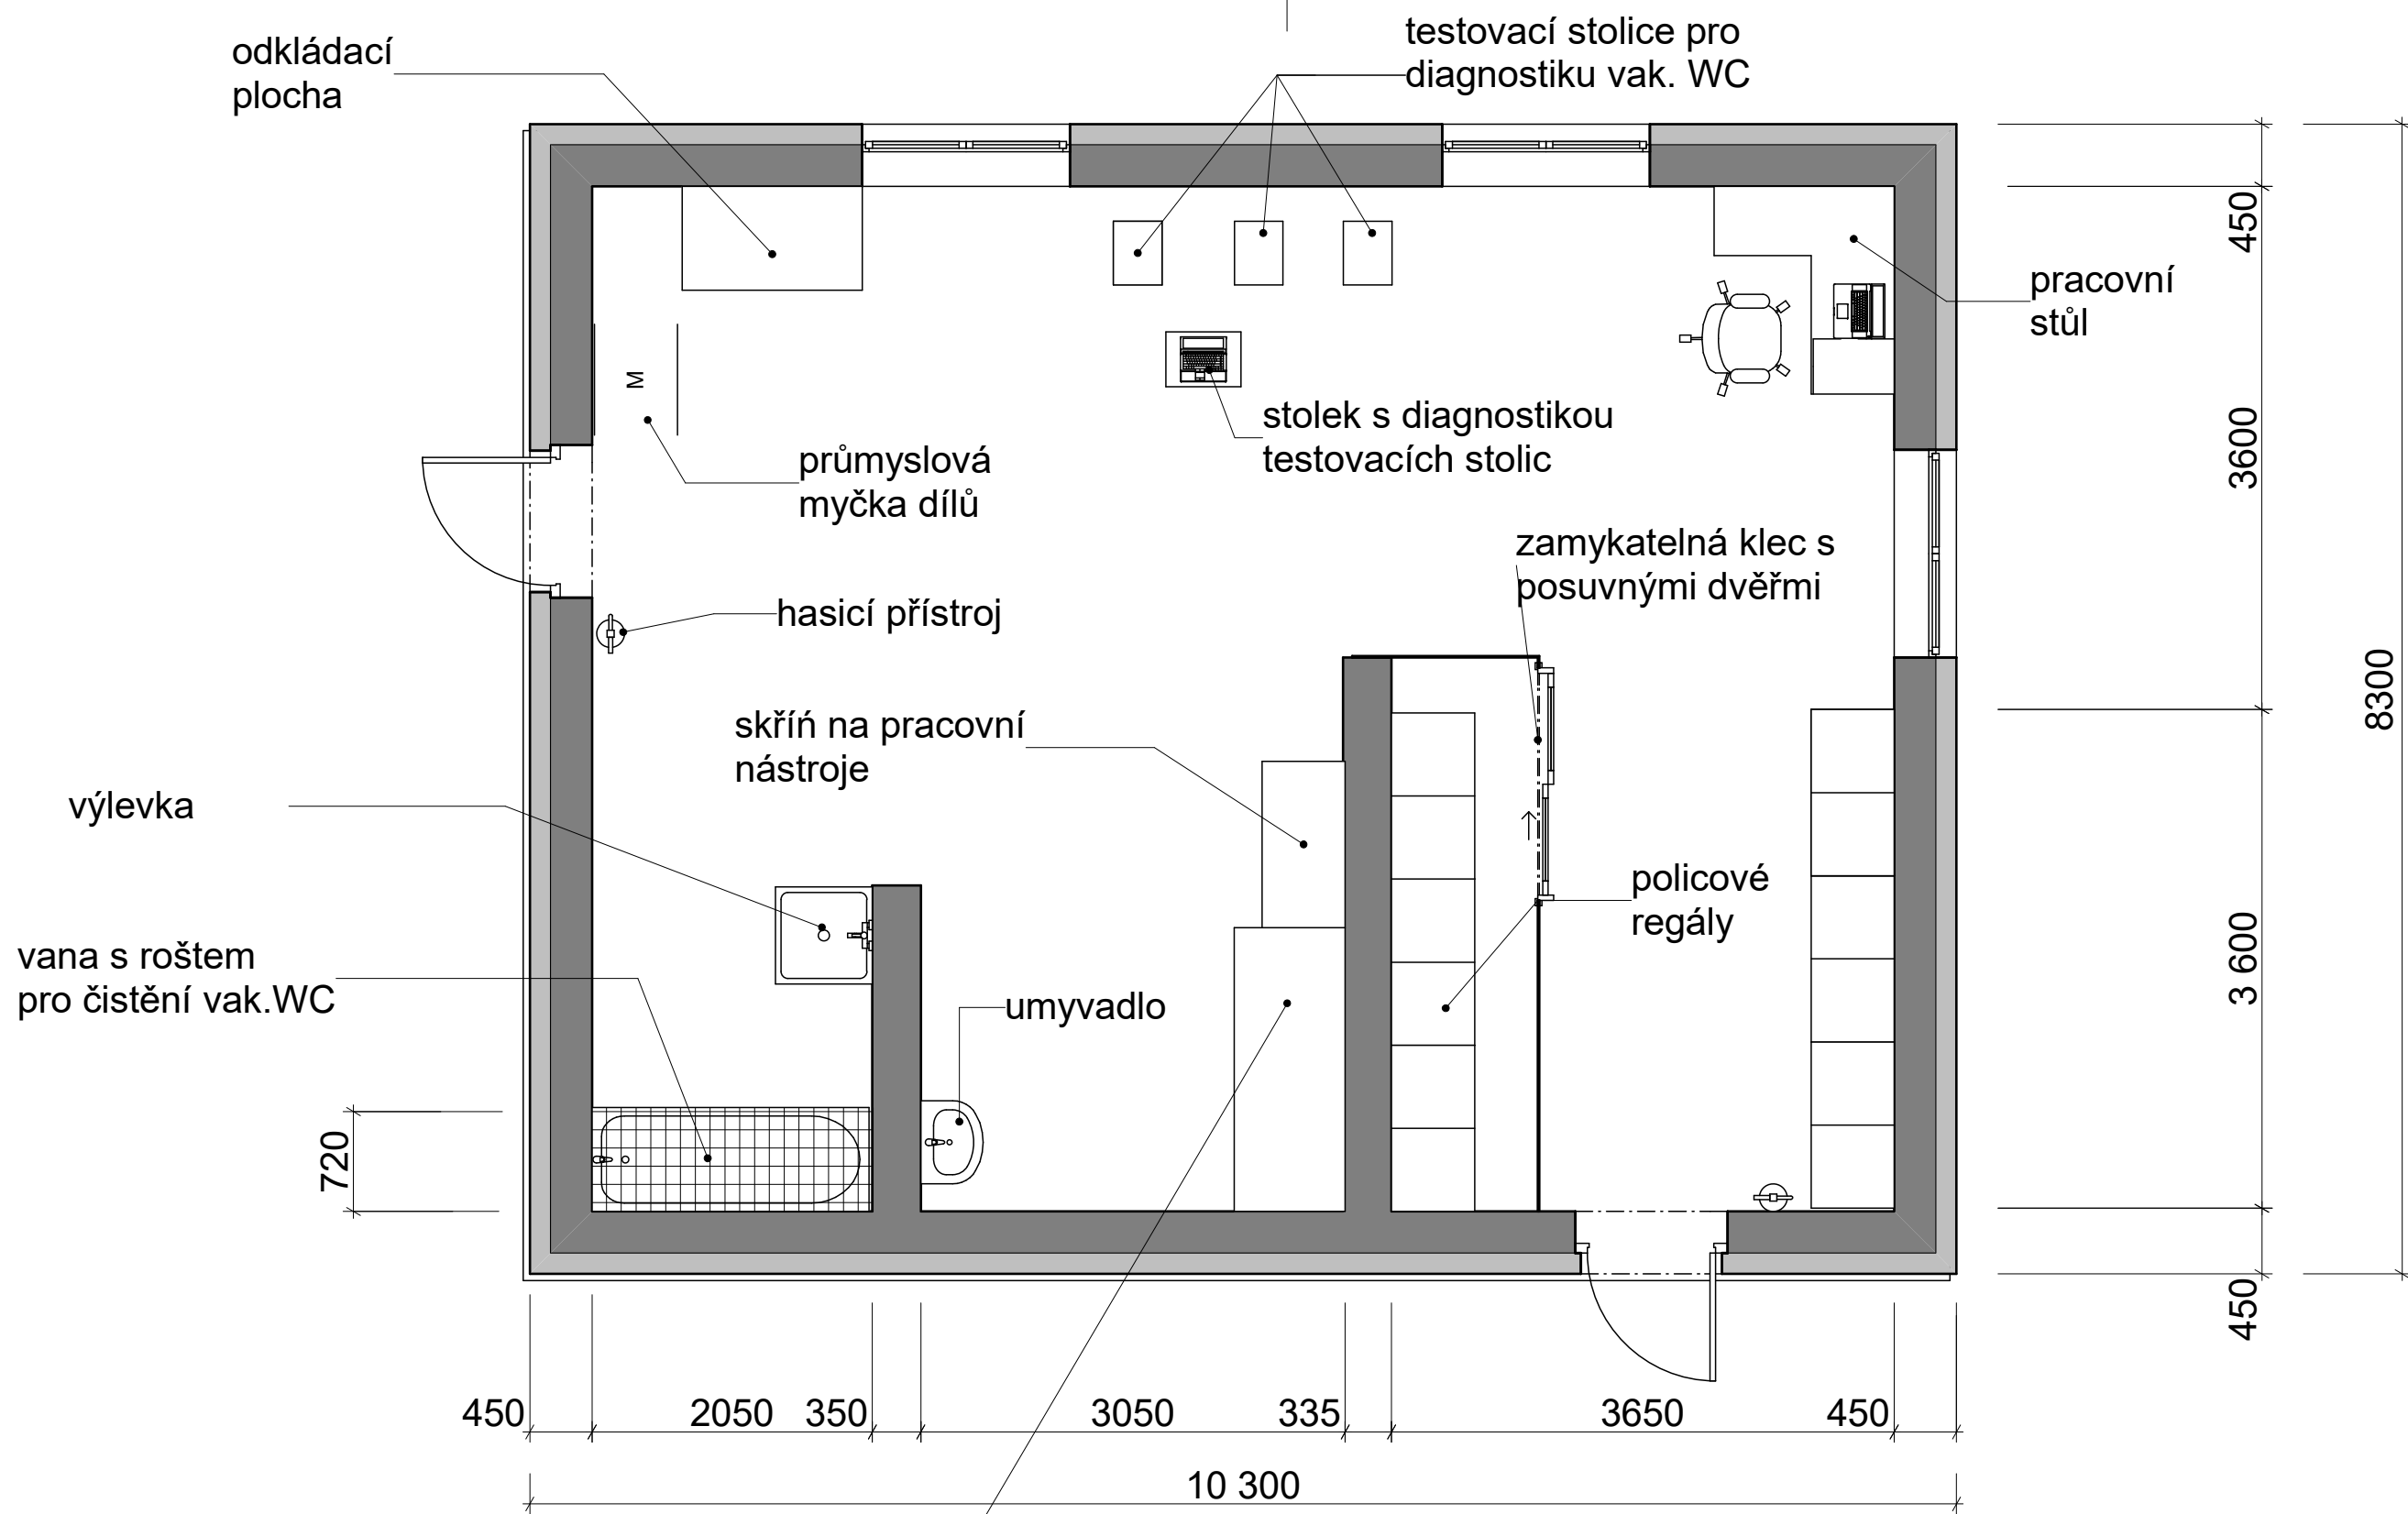 odkládací
plocha
testovací stolice pro
diagnostiku vak. WC
pracovní
stůl
M
průmyslová
myčka dílů
stolek s diagnostikou
testovacích stolic
zamykatelná klec s
posuvnými dvěřmi
hasicí přístroj
skříń na pracovní
nástroje
výlevka
policové
regály
vana s roštem
pro čistění vak.WC
umyvadlo
720
450
3600
8300
3 600
450
450
2050
350
3050
335
3650
450
10 300